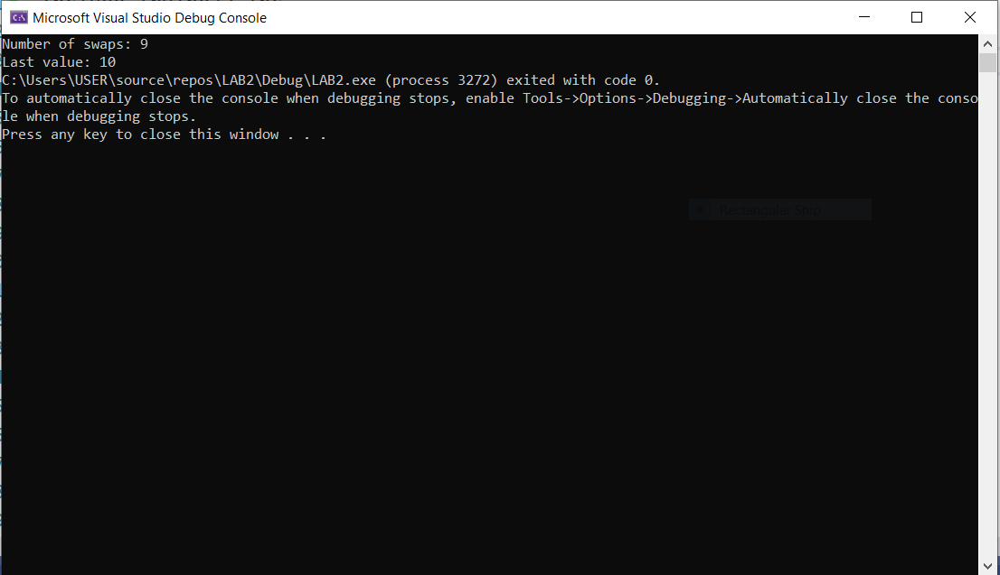 Microsoft Visual Studio Debug Console
Number of swaps: 9
Last value: 10
C:\Users\USER\source\repos\LAB2\Debug\LAB2.exe (process 3272) exited with code 0.
To automatically close the console when debugging stops, enable Tools->Options->Debugging->Automatically close the conso
le when debugging stops.
Press any key to close this window . . .
Rectangular Snip